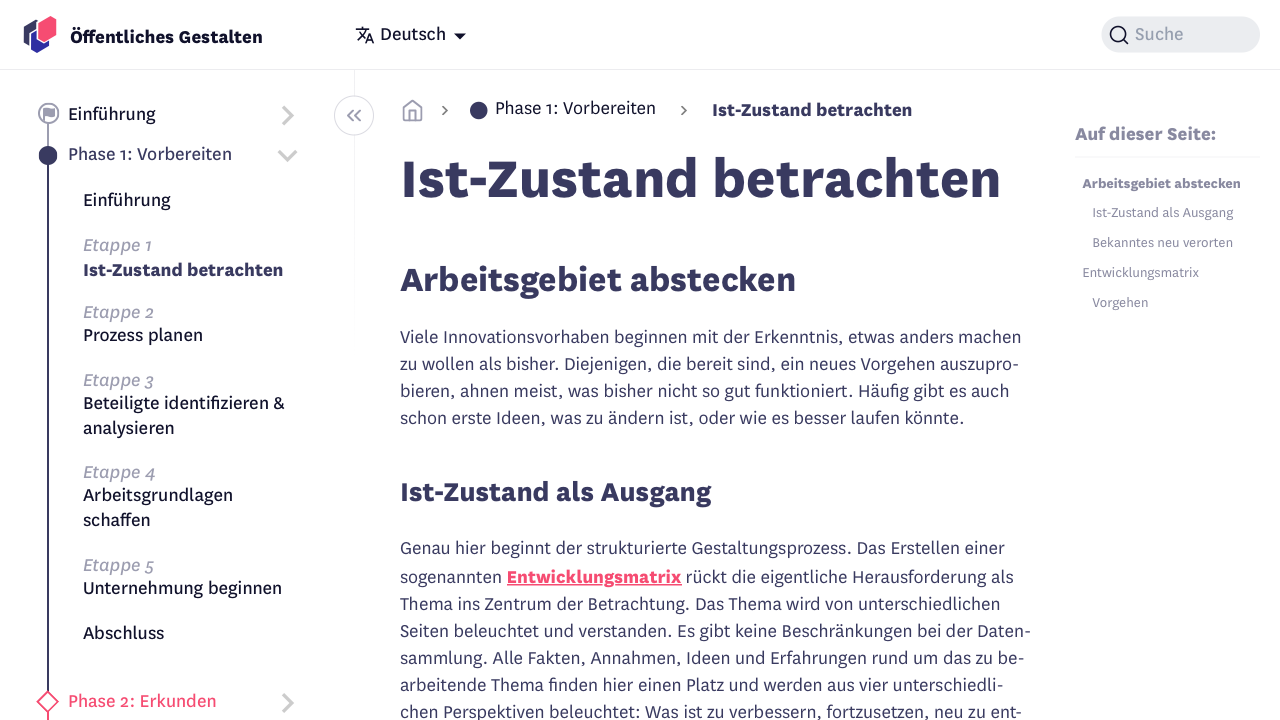 Öffentliches Gestalten
Deutsch
Suche
Einführung
Phase 1: Vorbereiten
Einführung
Etappe 1
Ist-Zustand betrachten
Etappe 2
Prozess planen
Etappe 3
Beteiligte identifizieren &
analysieren
Etappe 4
Arbeitsgrundlagen
schaffen
Etappe 5
Unternehmung beginnen
Abschluss
Phase 2: Erkunden
Phase 1: Vorbereiten
Ist-Zustand betrachten
Ist-Zustand betrachten
Arbeitsgebiet abstecken
Viele Innovationsvorhaben beginnen mit der Erkenntnis, etwas anders machen
zu wollen als bisher. Diejenigen, die bereit sind, ein neues Vorgehen auszupro-
bieren, ahnen meist, was bisher nicht so gut funktioniert. Häufig gibt es auch
schon erste Ideen, was zu ändern ist, oder wie es besser laufen könnte.
Ist-Zustand als Ausgang
Genau hier beginnt der strukturierte Gestaltungsprozess. Das Erstellen einer
sogenannten Entwicklungsmatrix rückt die eigentliche Herausforderung als
Thema ins Zentrum der Betrachtung. Das Thema wird von unterschiedlichen
Seiten beleuchtet und verstanden. Es gibt keine Beschränkungen bei der Daten-
sammlung. Alle Fakten, Annahmen, Ideen und Erfahrungen rund um das zu be-
arbeitende Thema finden hier einen Platz und werden aus vier unterschiedli-
chen Perspektiven beleuchtet: Was ist zu verbessern, fortzusetzen, neu zu ent-
Auf dieser Seite:
Arbeitsgebiet abstecken
Ist-Zustand als Ausgang
Bekanntes neu verorten
Entwicklungsmatrix
Vorgehen